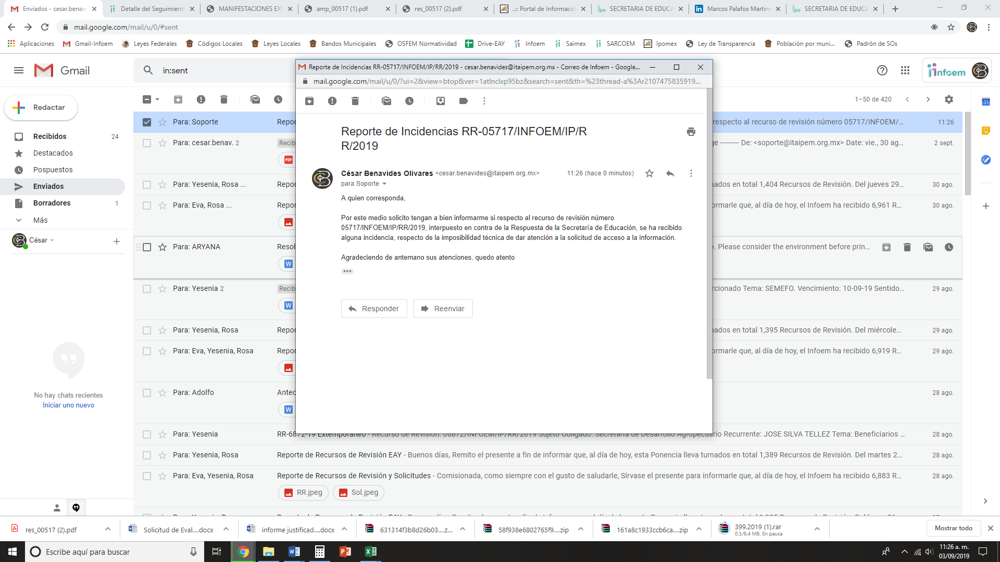 Enviados - cesar.benavi
Detalle del Seguimiento
MANIFESTACIONES EXP
amp_00517 (1).pdf
res_00517 (2).pdf
..:: Portal de Informació
SECRETARIA DE EDUCA
Marcos Palafox Martine
SECRETARIA DE EDUCA
mail.google.com/mail/u/0/#sent
Aplicaciones
Gmail-Infoem
Leyes Federales
Códigos Locales
Leyes Locales
Bandos Municipales
OSFEM Normatividad
Drive-EAY
Infoem
Saimex
SARCOEM
Ipomex
Ley de Transparencia
Población por muni...
Padrón de SOs
Gmail
in:sent
infoem
Redactar
1–50 de 420
Recibidos 24
Destacados
Pospuestos
Enviados
Borradores 1
Más
César
No hay chats recientes
Iniciar uno nuevo
Para: Soporte Repor respecto al recurso de revisión número 05717/INFOEM/... 11:26
Para: cesar.benav. 2 Recib ge --------- De: <soporte@itaipem.org.mx> Date: vie., 30 ag... 2 sept.
PDF
Para: Yesenia, Rosa ... Repor nados en total 1,404 Recursos de Revisión. Del jueves 29... 30 ago.
Para: Eva, Rosa ... Repor ormarle que, al día de hoy, el Infoem ha recibido 6,961 R... 30 ago.
Para: ARYANA Resol . Please consider the environment before prin...
W
Para: Yesenia 2 Recib rcionado Tema: SEMEFO. Vencimiento: 10-09-19 Sentido... 29 ago.
W
Para: Yesenia, Rosa Repor nados en total 1,395 Recursos de Revisión. Del miércole... 29 ago.
Para: Eva, Yesenia, Rosa Repor ormarle que, al día de hoy, el Infoem ha recibido 6,919 R... 29 ago.
Para: Adolfo Antec 28 ago.
W
Para: Yesenia RR-6872-19 Extemporáneo - Recurso de Revisión: 06872/INFOEM/IP/RR/2019 Sujeto Obligado: Secretaría de Desarrollo Agropecuario Recurrente: JOSE SILVA TELLEZ Tema: Beneficiarios ... 28 ago.
Para: Yesenia, Rosa Reporte de Recursos de Revisión EAY - Buenos días, Remito el presente a fin de informar que, al día de hoy, esta Ponencia lleva turnados en total 1,389 Recursos de Revisión. Del martes 2... 28 ago.
Para: Eva, Yesenia, Rosa Reporte de Recursos de Revisión y Solicitudes - Comisionada, como siempre con el gusto de saludarle, Sírvase el presente para informarle que, al día de hoy, el Infoem ha recibido 6,883 R... 28 ago.
RR.jpeg
Sol.jpeg
Reporte de Incidencias RR-05717/INFOEM/IP/RR/2019 - cesar.benavides@itaipem.org.mx - Correo de Infoem - Google...
mail.google.com/mail/u/0/?ui=2&view=btop&ver=1atlnclxp95bz&search=sent&th=%23thread-a%3Ar2107475835919...
Reporte de Incidencias RR-05717/INFOEM/IP/R
R/2019
César Benavides Olivares <cesar.benavides@itaipem.org.mx> 11:26 (hace 0 minutos)
para Soporte
A quien corresponda,
Por este medio solicito tengan a bien informarme si respecto al recurso de revisión número
05717/INFOEM/IP/RR/2019, interpuesto en contra de la Respuesta de la Secretaría de Educación, se ha recibido
alguna incidencia, respecto de la imposibilidad técnica de dar atención a la solicitud de acceso a la información.
Agradeciendo de antemano sus atenciones, quedo atento
Responder
Reenviar
31
res_00517 (2).pdf
Solicitud de Eval....docx
informe justificad....docx
631314f3b8d26b03....z...
58f938e6802765f9....zip
161a8c1933ccb6ca....zip
399.2019 (1).rar
0,3/6,4 MB, En pausa
Mostrar todo
Escribe aquí para buscar
11:26 a. m.
03/09/2019